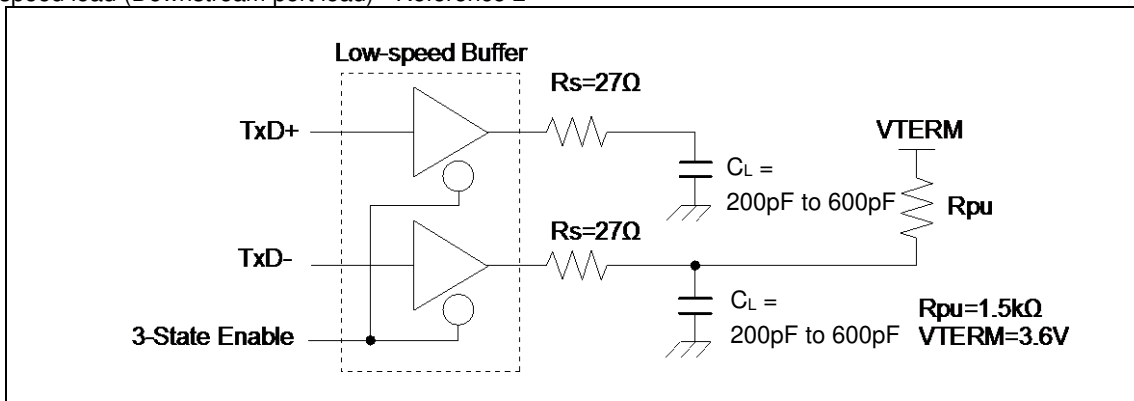 speed load (Downstream port load) - Reference 2
Low-speed Buffer
Rs=27Ω
TxD+
VTERM
CL =
200pF to 600pF
Rpu
Rs=27Ω
TxD-
CL =
200pF to 600pF
Rpu=1.5kΩ
VTERM=3.6V
3-State Enable